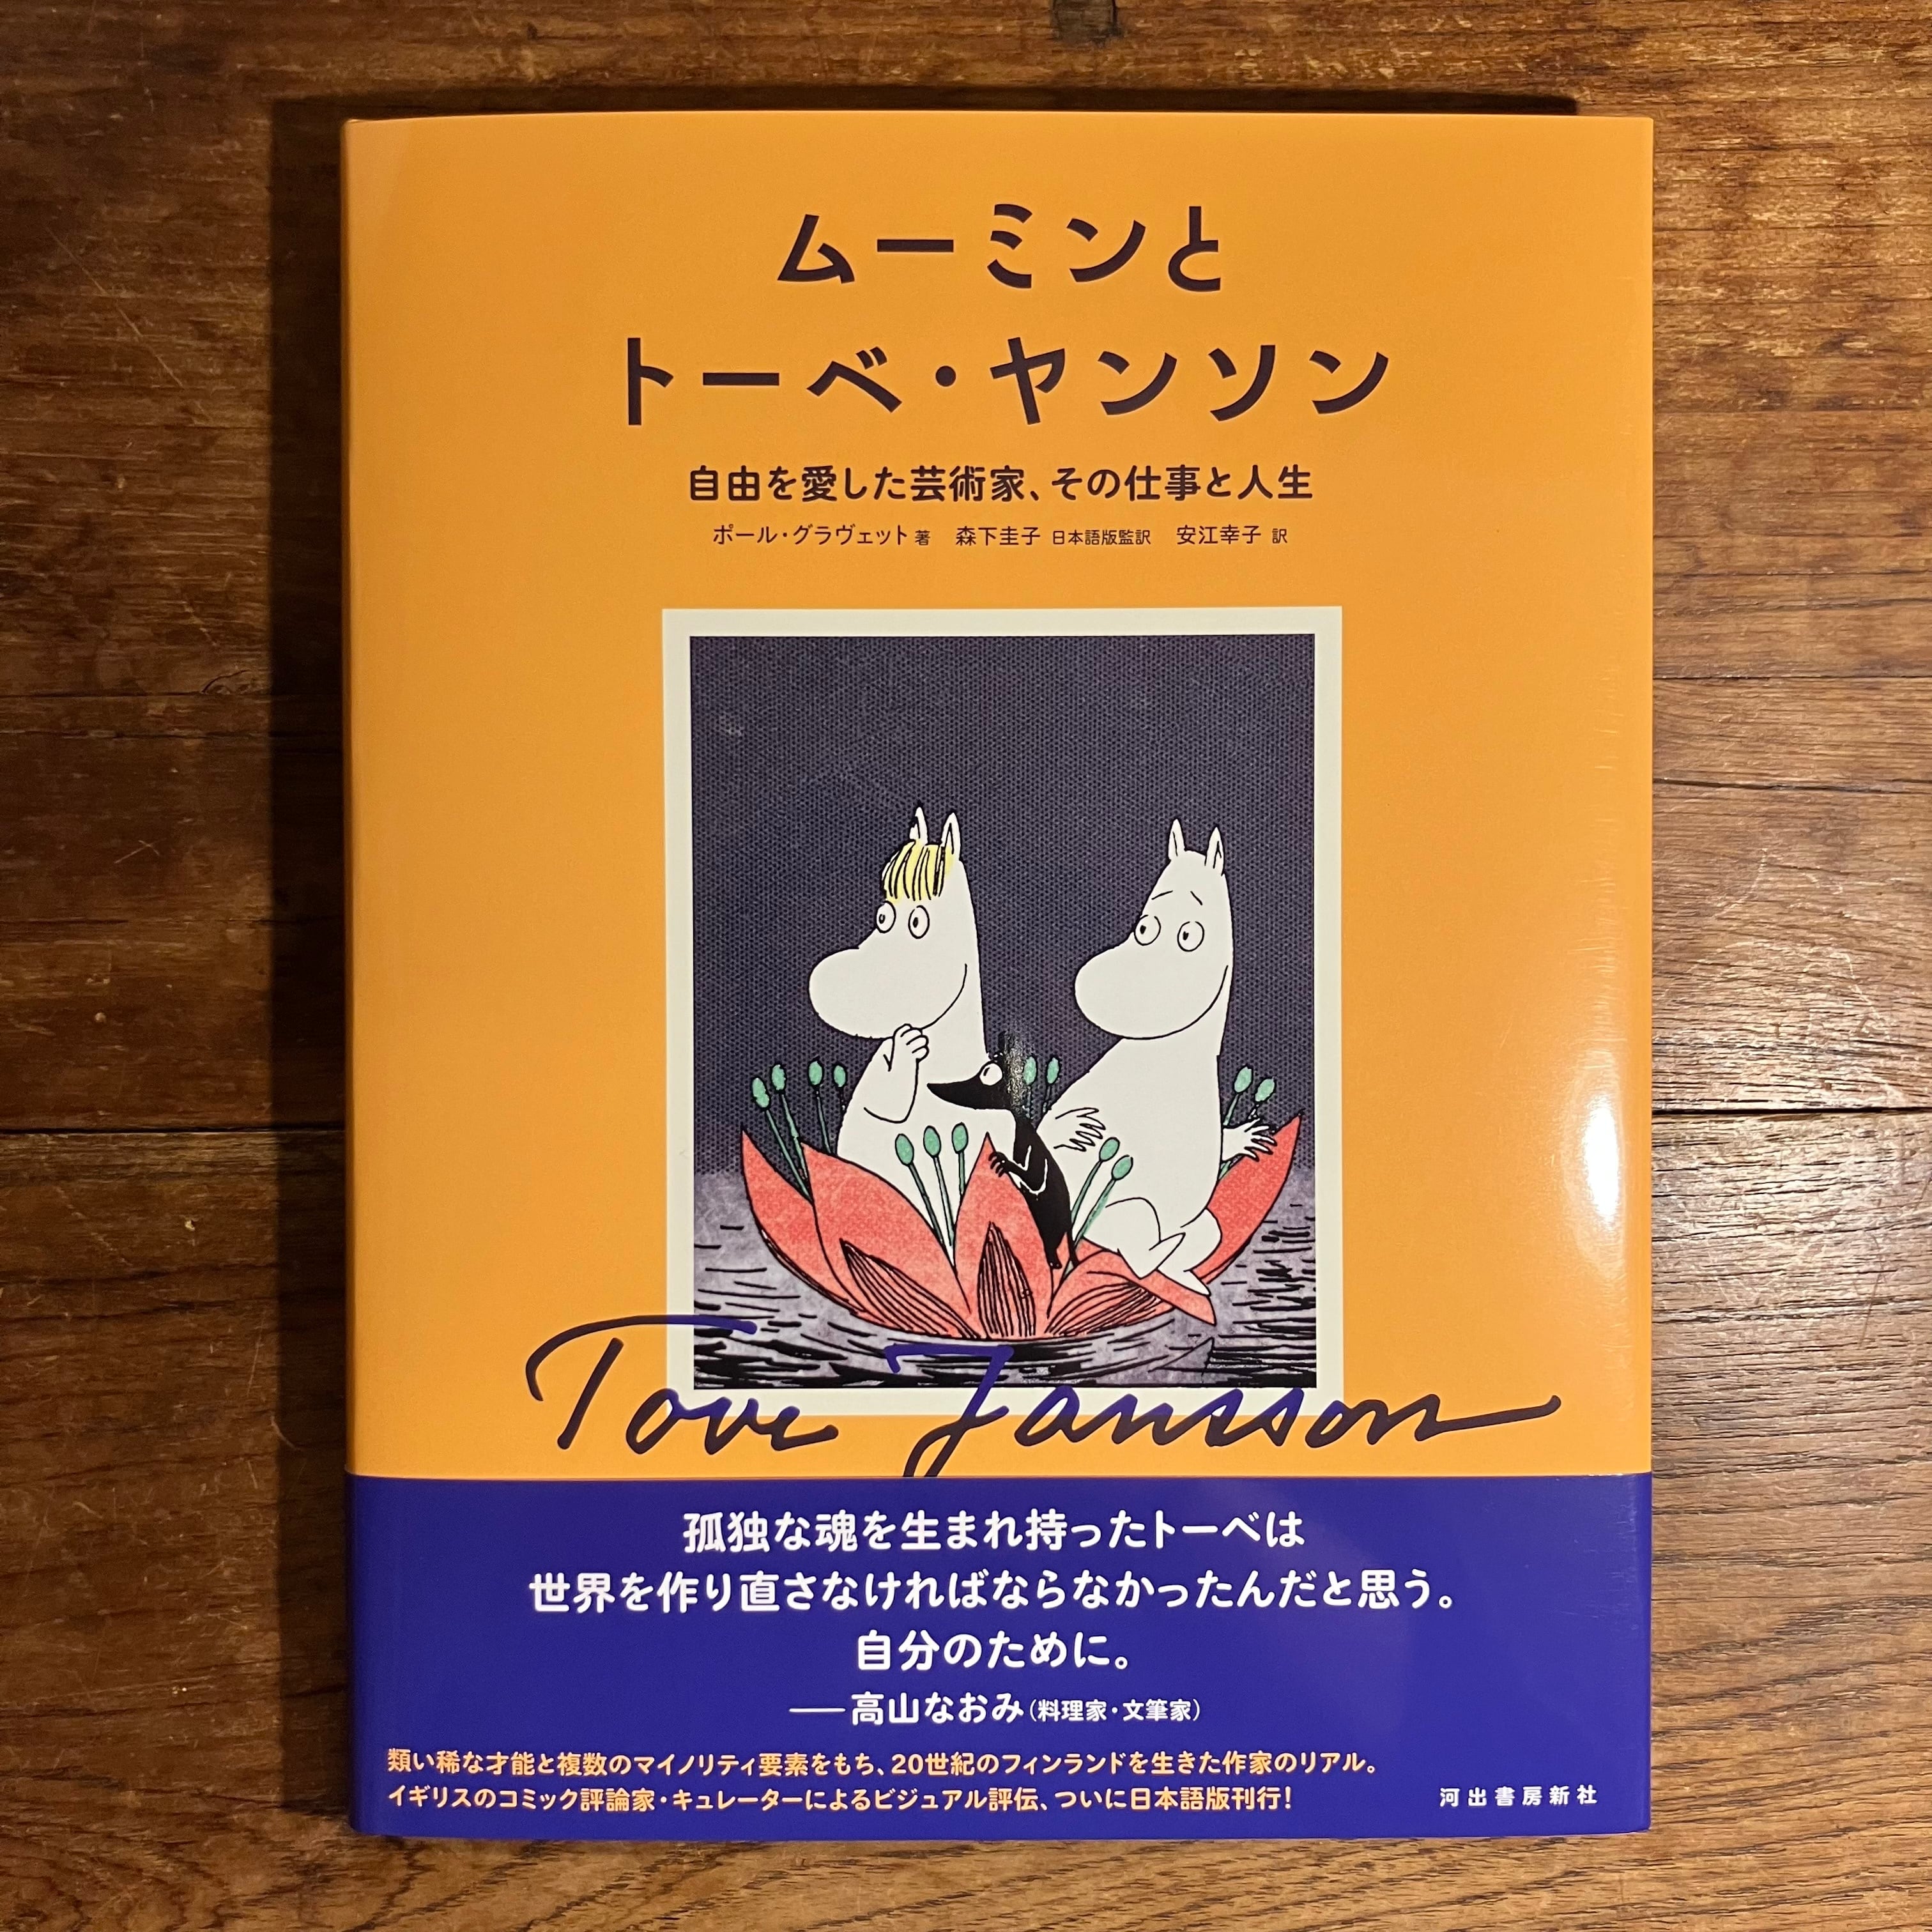 ムーミンと
トーベ・ヤンソン
自由を愛した芸術家、その仕事と人生
ポール・グラヴェット 著　森下圭子 日本語版監訳　安江幸子 訳
Tove Jansson
孤独な魂を生まれ持ったトーベは
世界を作り直さなければならなかったんだと思う。
自分のために。
——高山なおみ（料理家・文筆家）
類い稀な才能と複数のマイノリティ要素をもち、20世紀のフィンランドを生きた作家のリアル。
イギリスのコミック評論家・キュレーターによるビジュアル評伝、ついに日本語版刊行！
河出書房新社